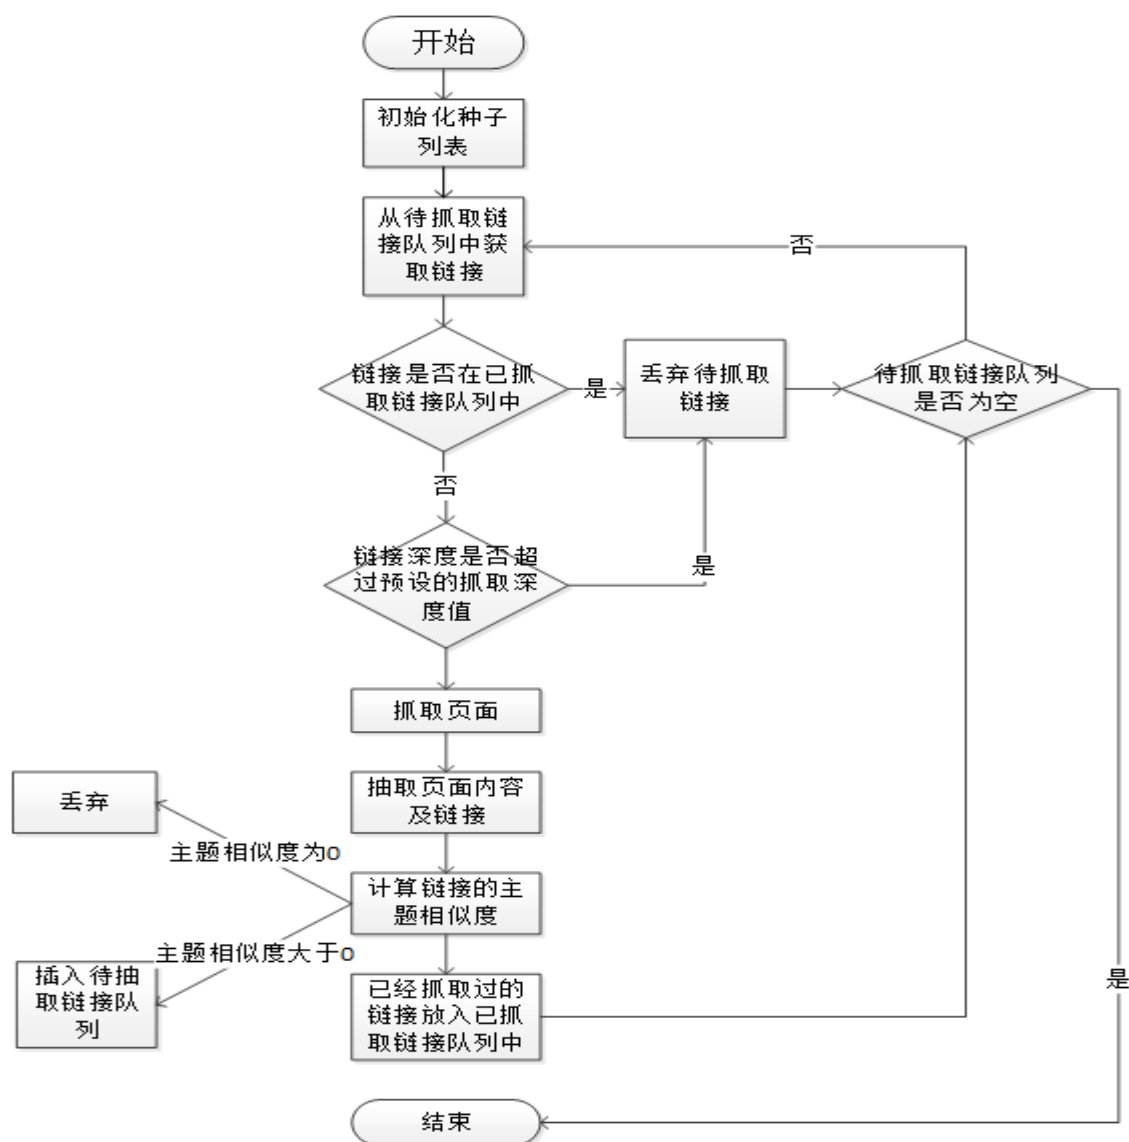 开始
初始化种子
列表
从待抓取链
接队列中获
取链接
否
链接是否在已抓
取链接队列中
是
丢弃待抓取
链接
待抓取链接队列
是否为空
否
链接深度是否超
过预设的抓取深
度值
是
抓取页面
抽取页面内容
及链接
丢弃
主题相似度为0
计算链接的主
题相似度
主题相似度大于0
插入待抽
取链接队
列
已经抓取过的
链接放入已抓
取链接队列中
是
结束